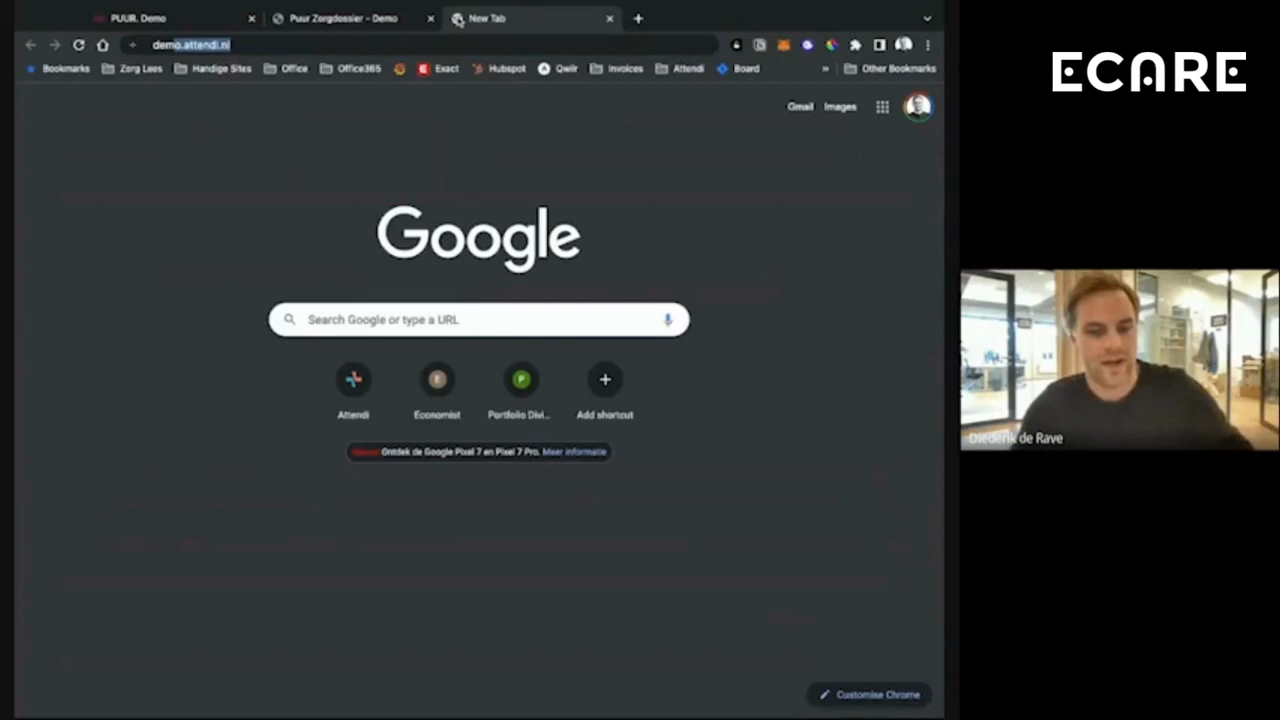 PUUR. Demo
Puur Zorgdossier - Demo
New Tab
demo.attendi.nl
Bookmarks
Zorg Lees
Handige Sites
Office
Office365
Exact
Hubspot
Qwilr
Invoices
Attendi
Board
»
Other Bookmarks
Gmail
Images
ECARE
Google
Search Google or type a URL
E
P
Attendi
Economist
Portfolio Divi...
Add shortcut
Ontdek de Google Pixel 7 en Pixel 7 Pro. Meer informatie
Diederik de Rave
Customise Chrome